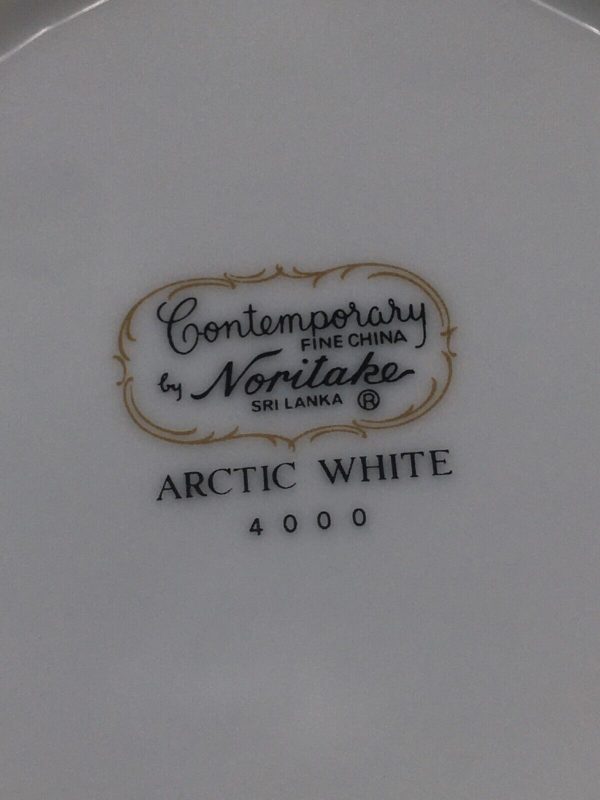 Contemporary
FINE CHINA
by Noritake
SRI LANKA ®
ARCTIC WHITE
4000